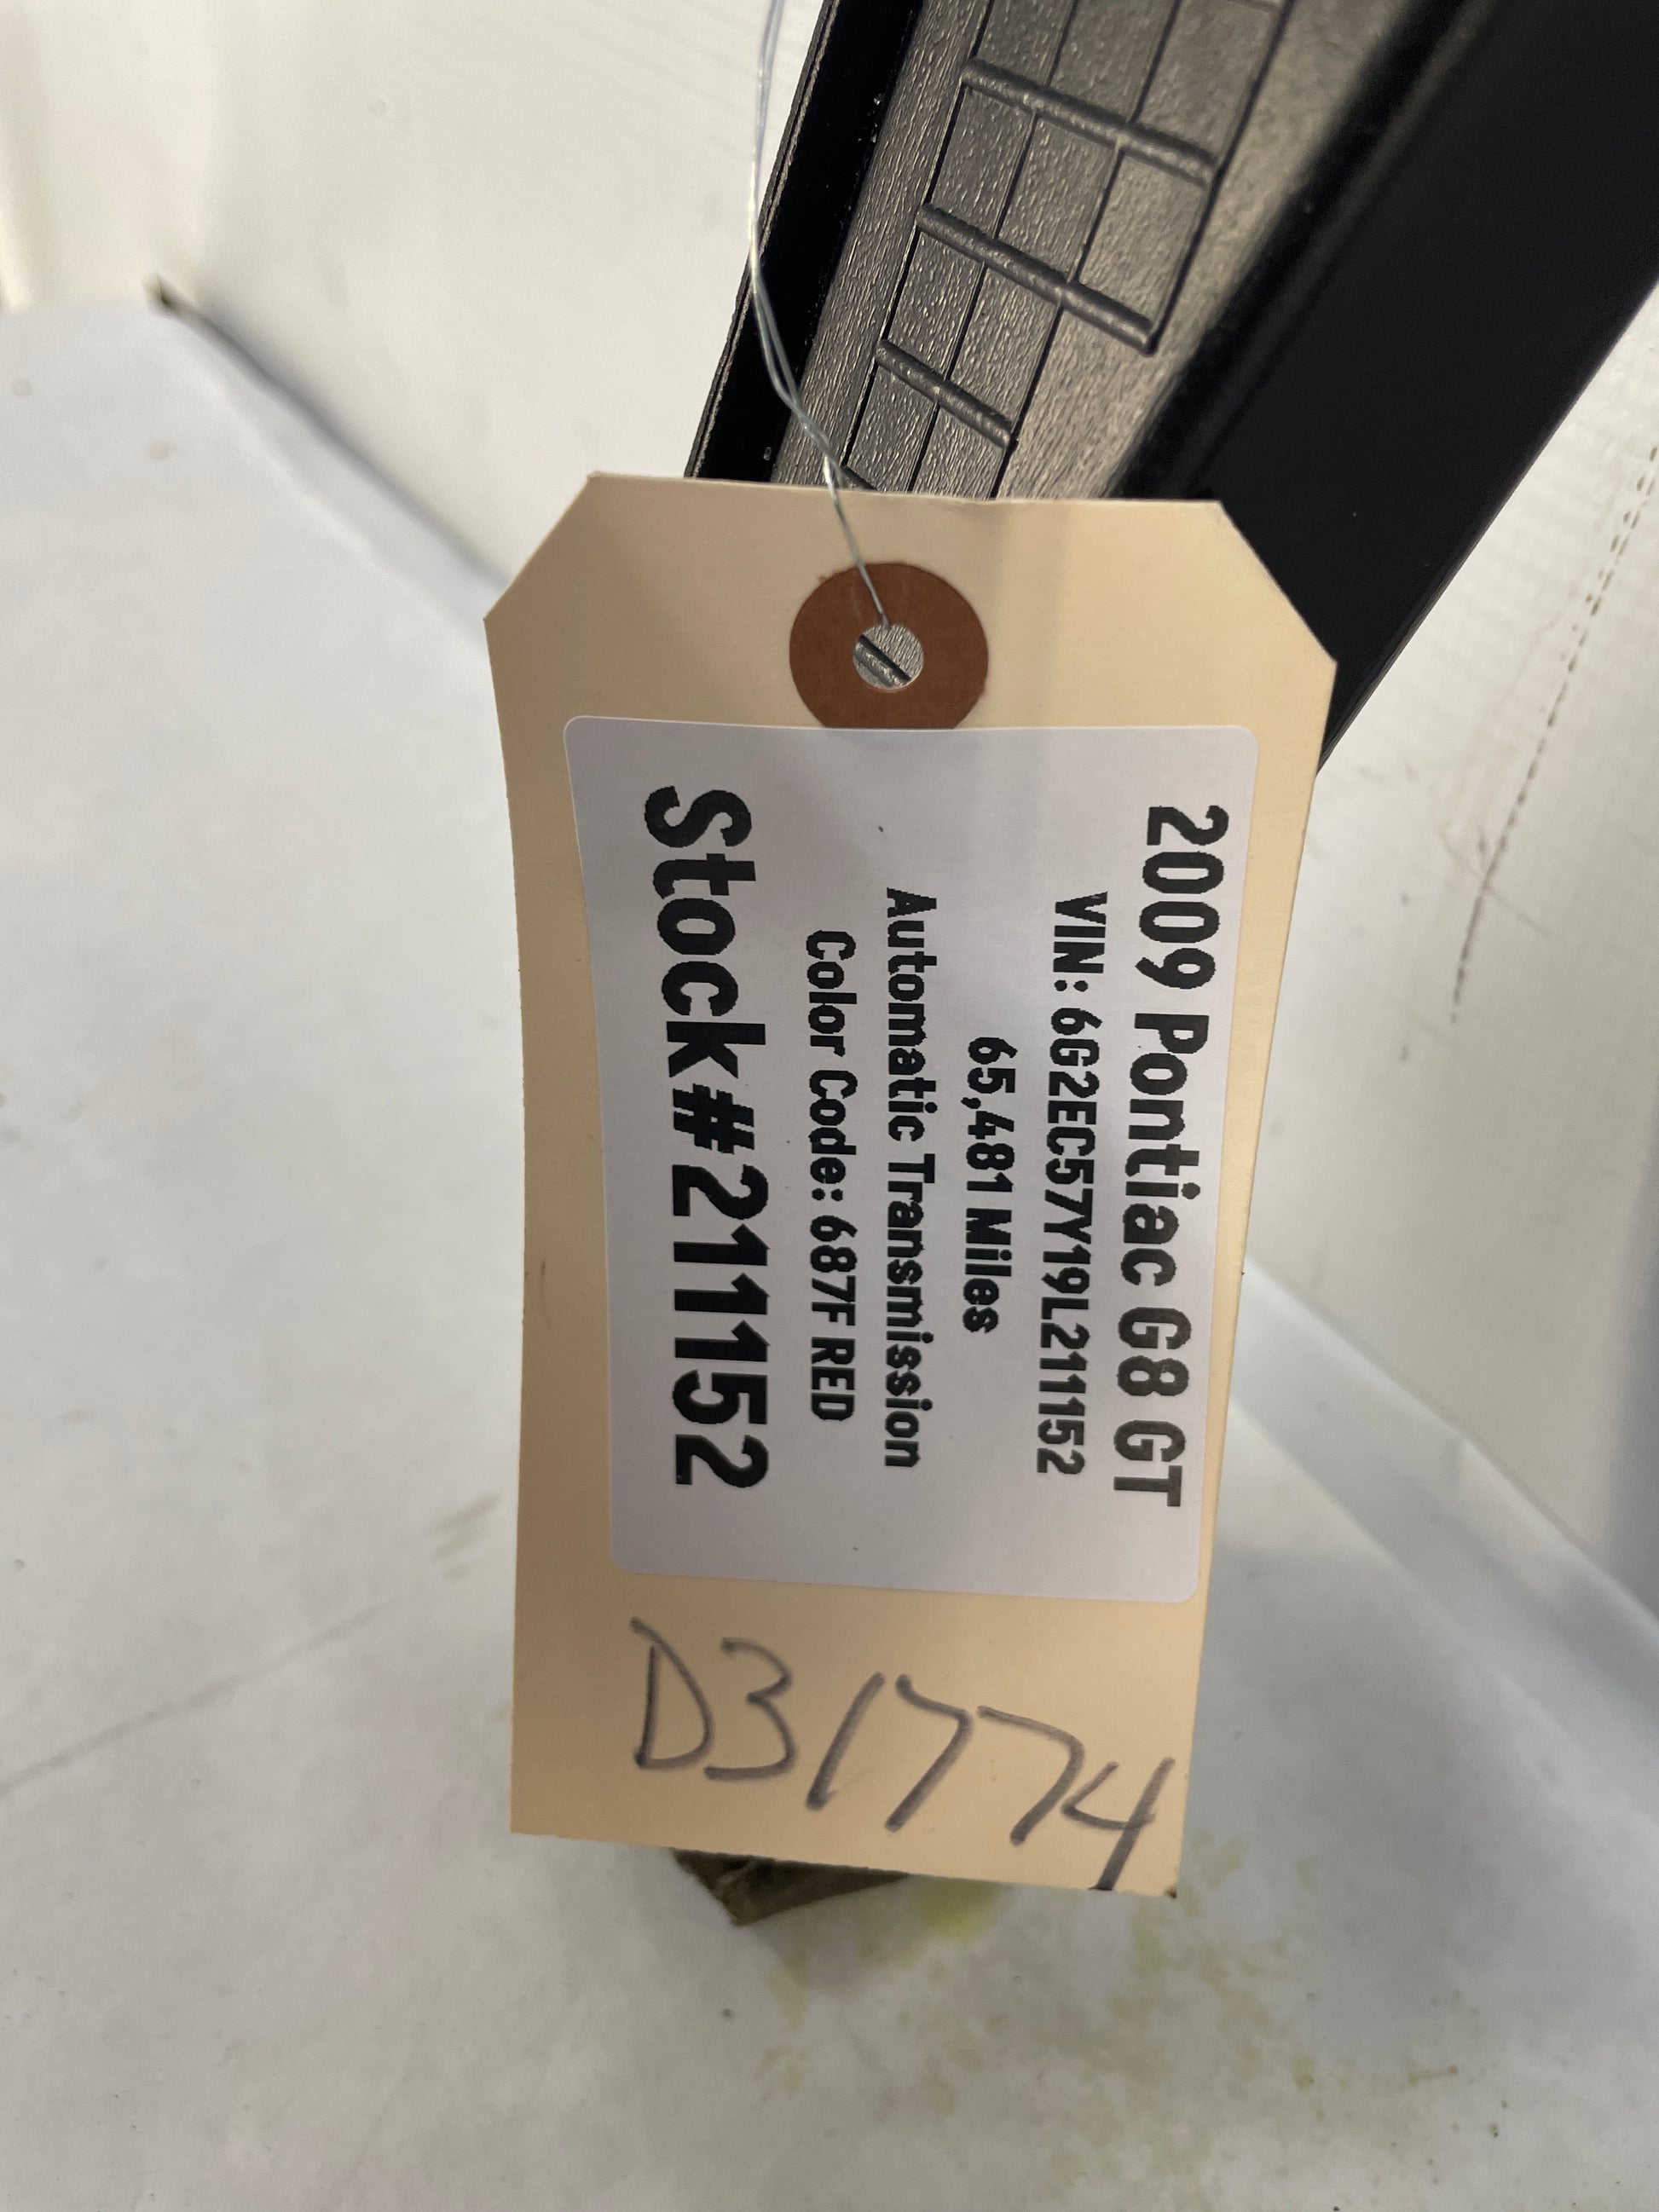 2009 Pontiac G8 GT
VIN: 6G2EC57Y19L211152
65,481 Miles
Automatic Transmission
Color Code: 687F RED
Stock#211152
D31774